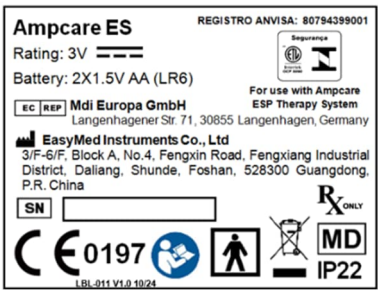 Ampcare ES
REGISTRO ANVISA: 80794399001
Rating: 3V
Segurança
Battery: 2X1.5V AA (LR6)
For use with Ampcare
ESP Therapy System
EC REP Mdi Europa GmbH
Langenhagener Str. 71, 30855 Langenhagen, Germany
EasyMed Instruments Co., Ltd
3/F-6/F, Block A, No.4, Fengxin Road, Fengxiang Industrial
District, Daliang, Shunde, Foshan, 528300 Guangdong,
P.R. China
Rx ONLY
SN
CE 0197
MD
IP22
LBL-011 V1.0 10/24